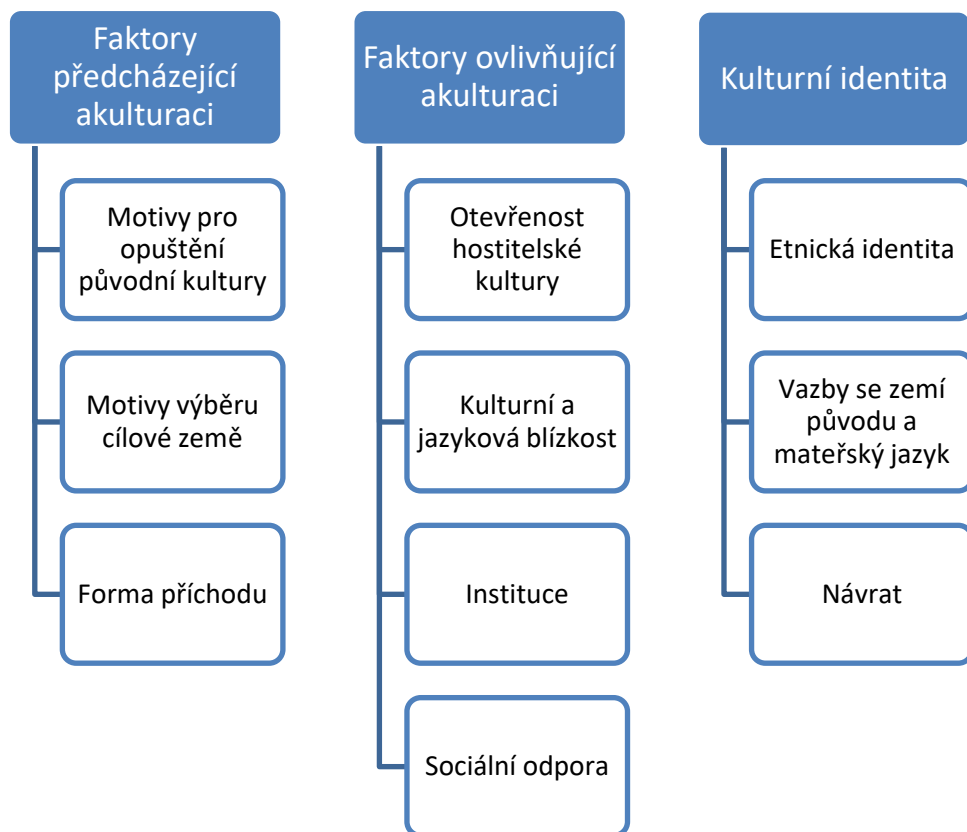 Faktory
předcházející
akulturaci
Motivy pro
opuštění
původní kultury
Motivy výběru
cílové země
Forma příchodu
Faktory ovlivňující
akulturaci
Otevřenost
hostitelské
kultury
Kulturní a
jazyková blízkost
Instituce
Sociální odpora
Kulturní identita
Etnická identita
Vazby se zemí
původu a
mateřský jazyk
Návrat